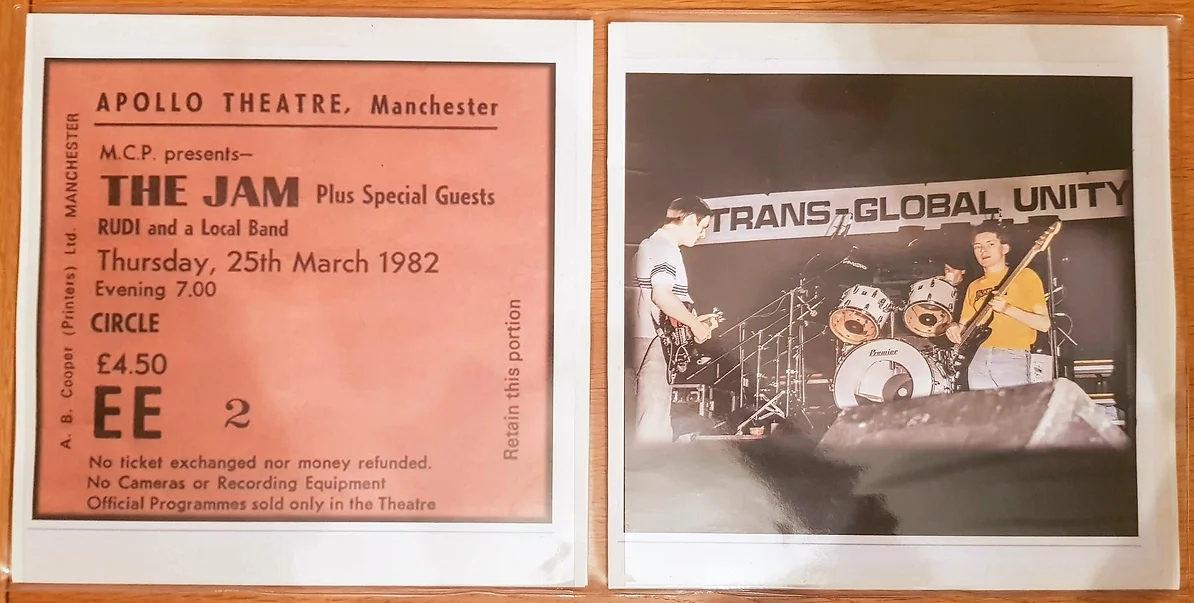 APOLLO THEATRE, Manchester
M.C.P. presents—
THE JAM Plus Special Guests
RUDI and a Local Band
Thursday, 25th March 1982
Evening 7.00
CIRCLE
£4.50
EE 2
No ticket exchanged nor money refunded.
No Cameras or Recording Equipment
Official Programmes sold only in the Theatre
A. B. Cooper (Printers) Ltd. MANCHESTER
Retain this portion
TRANS-GLOBAL UNITY
Premier